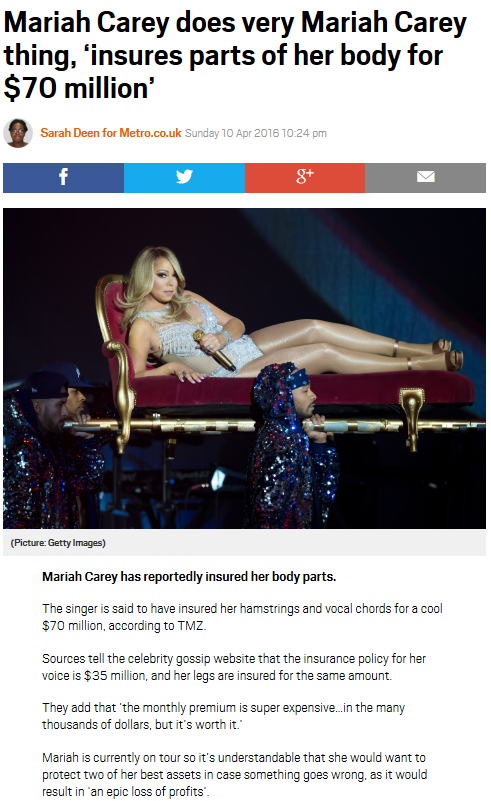 Mariah Carey does very Mariah Carey
thing, ‘insures parts of her body for
$70 million’
Sarah Deen for Metro.co.uk Sunday 10 Apr 2016 10:24 pm
f
g+
(Picture: Getty Images)
Mariah Carey has reportedly insured her body parts.
The singer is said to have insured her hamstrings and vocal chords for a cool
$70 million, according to TMZ.
Sources tell the celebrity gossip website that the insurance policy for her
voice is $35 million, and her legs are insured for the same amount.
They add that ‘the monthly premium is super expensive...in the many
thousands of dollars, but it’s worth it.’
Mariah is currently on tour so it’s understandable that she would want to
protect two of her best assets in case something goes wrong, as it would
result in ‘an epic loss of profits’.